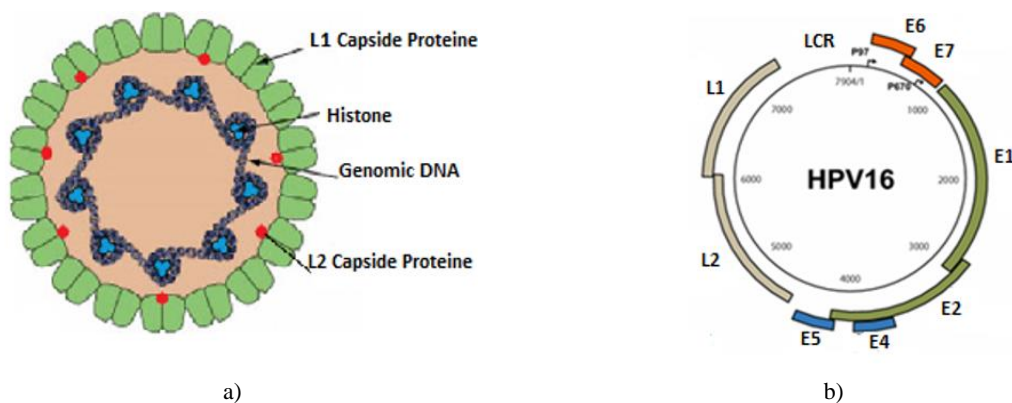 L1 Capside Proteine
Histone
Genomic DNA
L2 Capside Proteine
a)
E6
LCR
E7
P97
7904/1
P670
L1
7000
1000
E1
6000
HPV16
2000
L2
5000
3000
4000
E2
E5
E4
b)